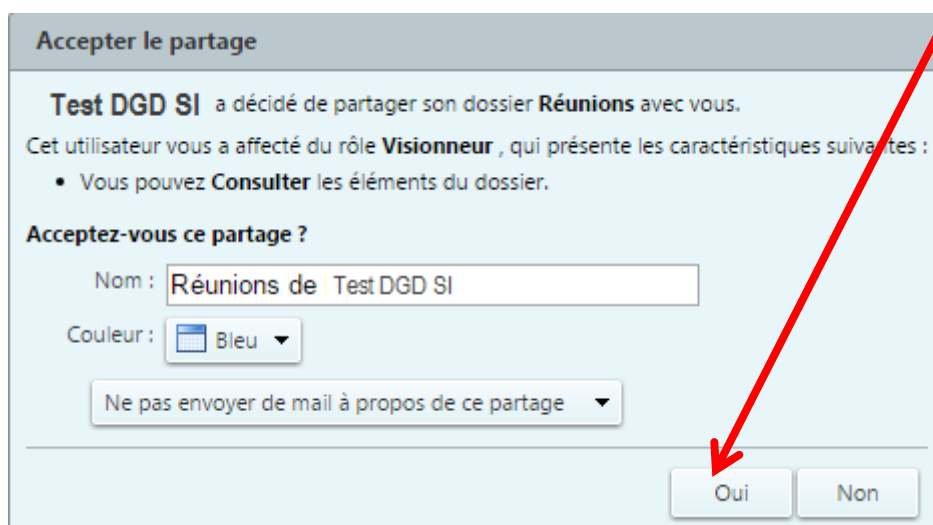 Accepter le partage
Test DGD SI a décidé de partager son dossier Réunions avec vous.
Cet utilisateur vous a affecté du rôle Visionneur , qui présente les caractéristiques suivantes :
• Vous pouvez Consulter les éléments du dossier.
Acceptez-vous ce partage ?
Nom : Réunions de Test DGD SI
Couleur : Bleu
Ne pas envoyer de mail à propos de ce partage
Oui Non